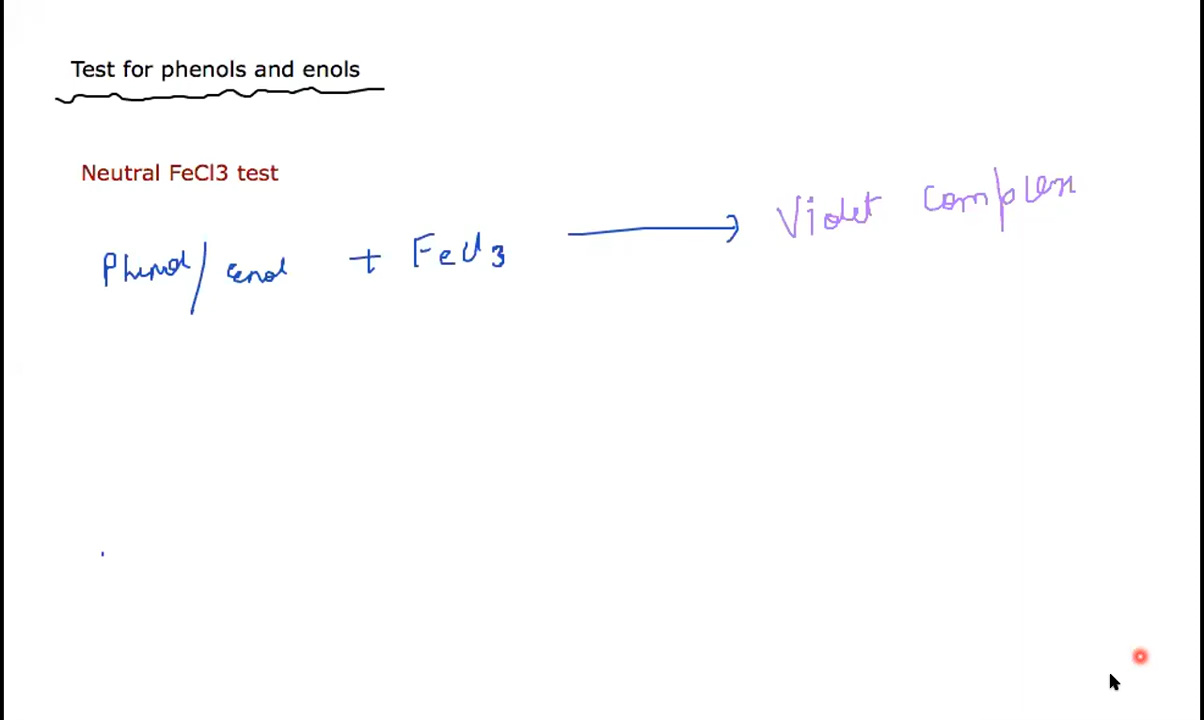 Test for phenols and enols
Neutral FeCl3 test
Phenol/enol + FeCl3 → Violet complex